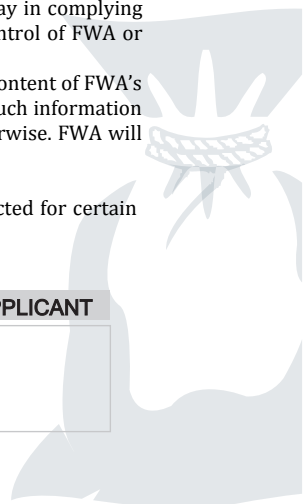 ay in complying
ntrol of FWA or
ontent of FWA's
uch information
rwise. FWA will
cted for certain
PPLICANT